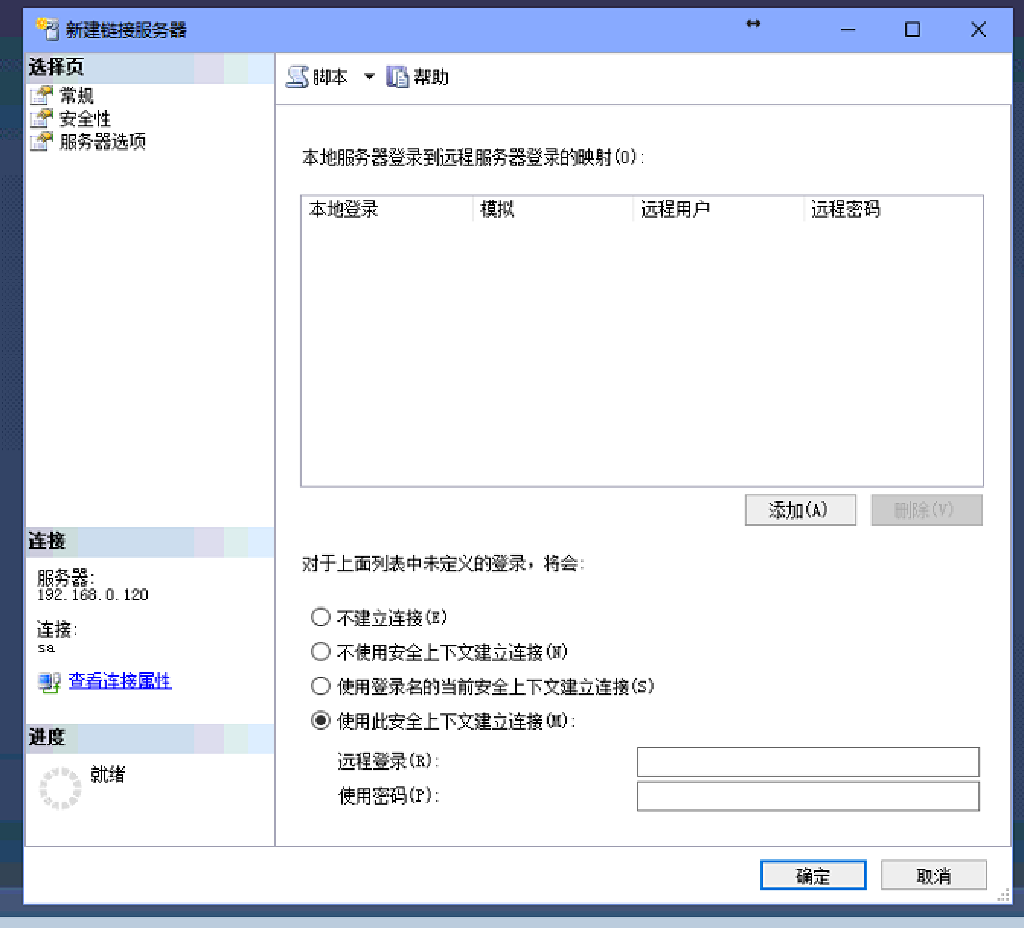 新建链接服务器
选择页
常规
安全性
服务器选项
脚本 帮助
本地服务器登录到远程服务器登录的映射(O):
本地登录 模拟 远程用户 远程密码
添加(A) 删除(V)
对于上面列表中未定义的登录，将会:
不建立连接(E)
不使用安全上下文建立连接(N)
使用登录名的当前安全上下文建立连接(S)
使用此安全上下文建立连接(M):
远程登录(R):
使用密码(P):
连接
服务器:
192.168.0.120
连接:
sa
查看连接属性
进度
就绪
确定 取消